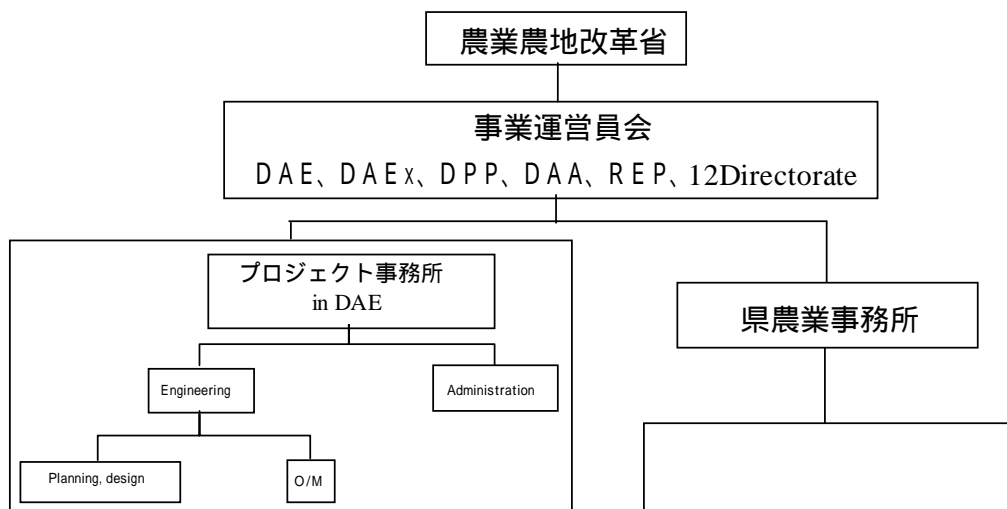 農業農地改革省
事業運営員会
ＤＡＥ、ＤＡＥｘ、ＤＰＰ、ＤＡＡ、ＲＥＰ、12Directorate
プロジェクト事務所
in DAE
県農業事務所
Engineering
Administration
Planning, design
O/M